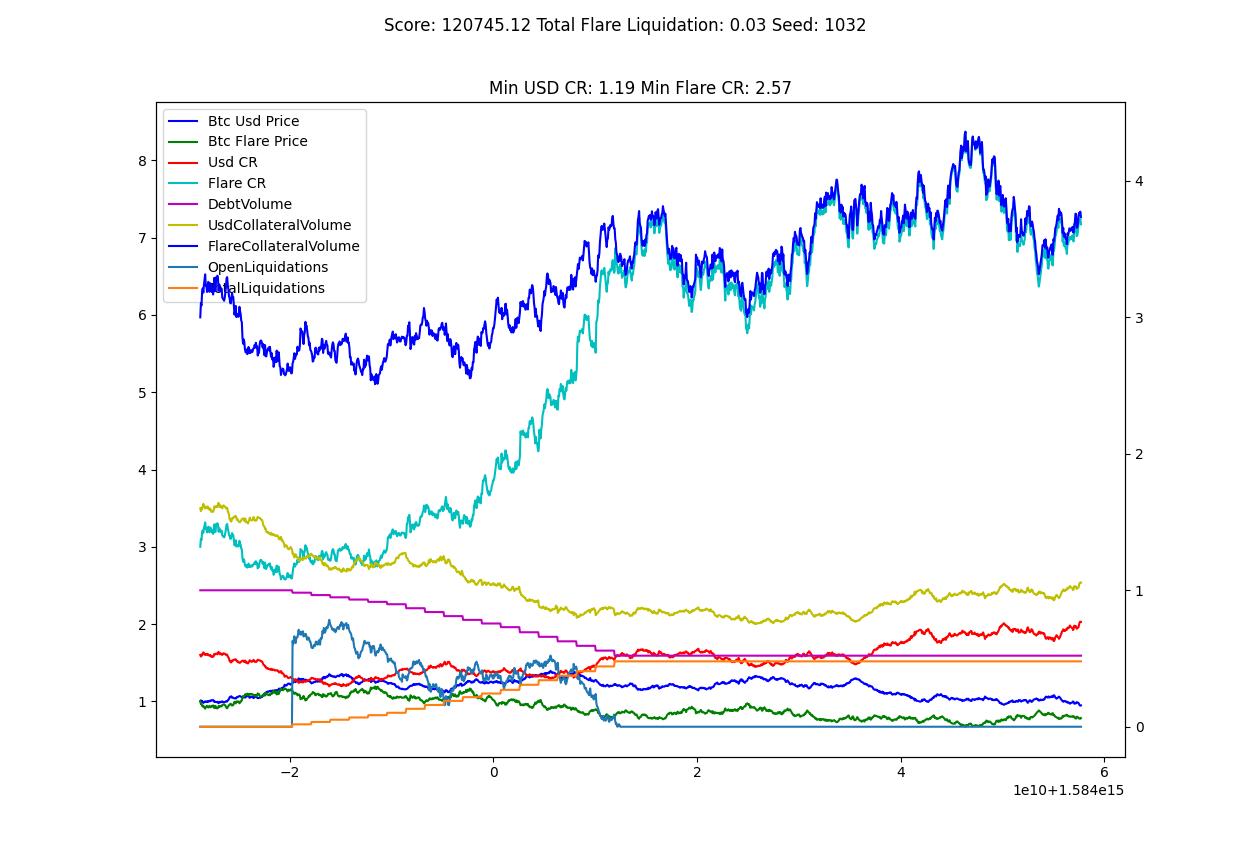 Score: 120745.12 Total Flare Liquidation: 0.03 Seed: 1032
Min USD CR: 1.19 Min Flare CR: 2.57
Btc Usd Price
Btc Flare Price
Usd CR
Flare CR
DebtVolume
UsdCollateralVolume
FlareCollateralVolume
OpenLiquidations
TotalLiquidations
8
7
6
5
4
3
2
1
4
3
2
1
0
−2
0
2
4
6
1e10+1.584e15